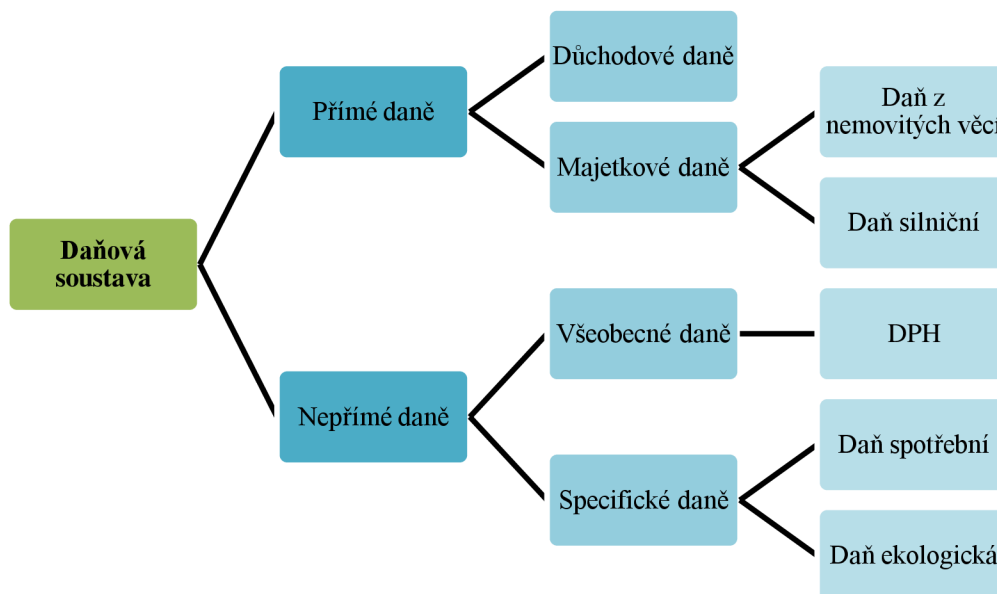 Daňová
soustava
Přímé daně
Důchodové daně
Majetkové daně
Daň z
nemovitých věcí
Daň silniční
Nepřímé daně
Všeobecné daně
DPH
Specifické daně
Daň spotřební
Daň ekologická